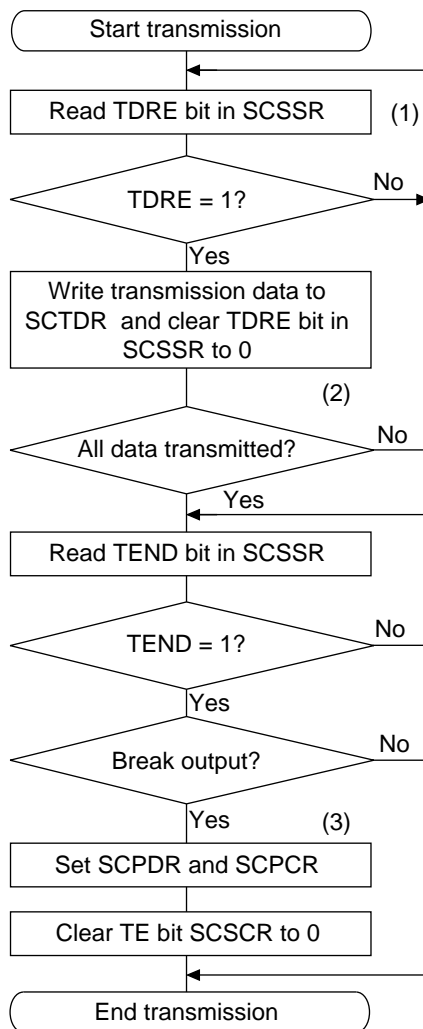 Start transmission
Read TDRE bit in SCSSR
(1)
TDRE = 1?
No
Yes
Write transmission data to
SCTDR and clear TDRE bit in
SCSSR to 0
(2)
All data transmitted?
No
Yes
Read TEND bit in SCSSR
TEND = 1?
No
Yes
Break output?
No
Yes
(3)
Set SCPDR and SCPCR
Clear TE bit SCSCR to 0
End transmission